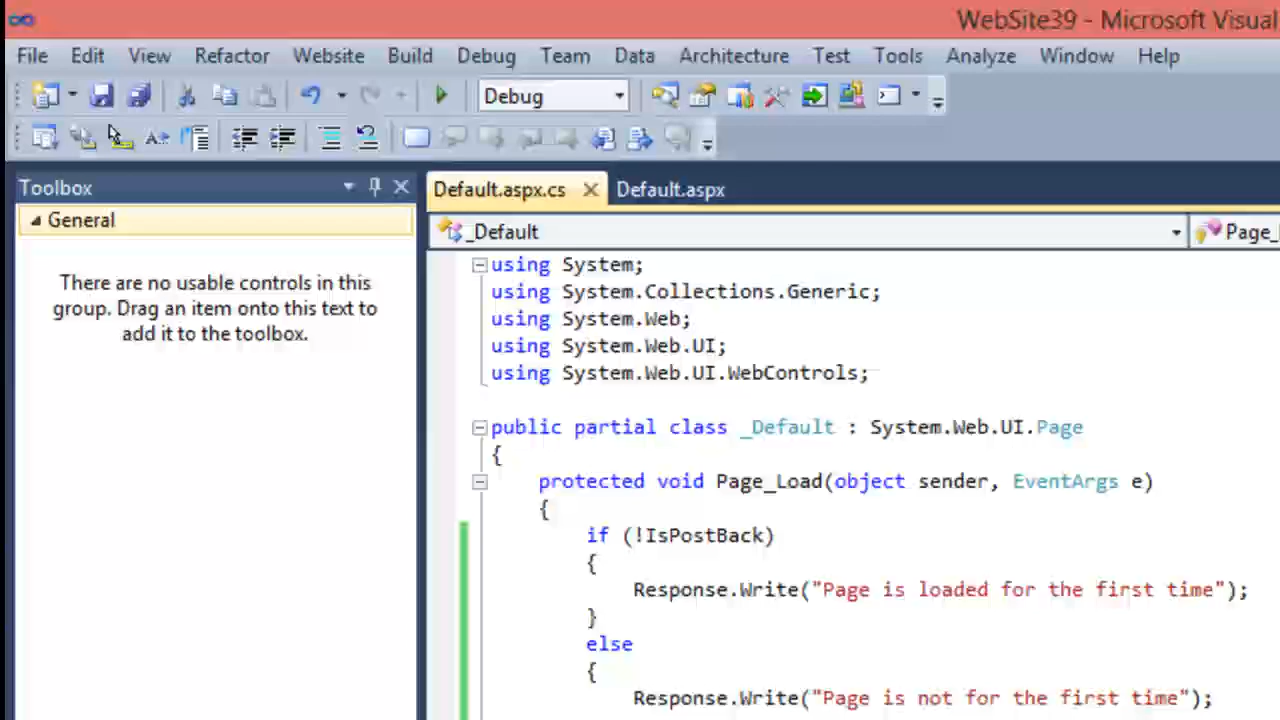 WebSite39 - Microsoft Visual
File Edit View Refactor Website Build Debug Team Data Architecture Test Tools Analyze Window Help
Debug
Toolbox
Default.aspx.cs
Default.aspx
General
_Default
Page_
There are no usable controls in this
group. Drag an item onto this text to
add it to the toolbox.
using System;
using System.Collections.Generic;
using System.Web;
using System.Web.UI;
using System.Web.UI.WebControls;
public partial class _Default : System.Web.UI.Page
{
protected void Page_Load(object sender, EventArgs e)
{
if (!IsPostBack)
{
Response.Write("Page is loaded for the first time");
}
else
{
Response.Write("Page is not for the first time");